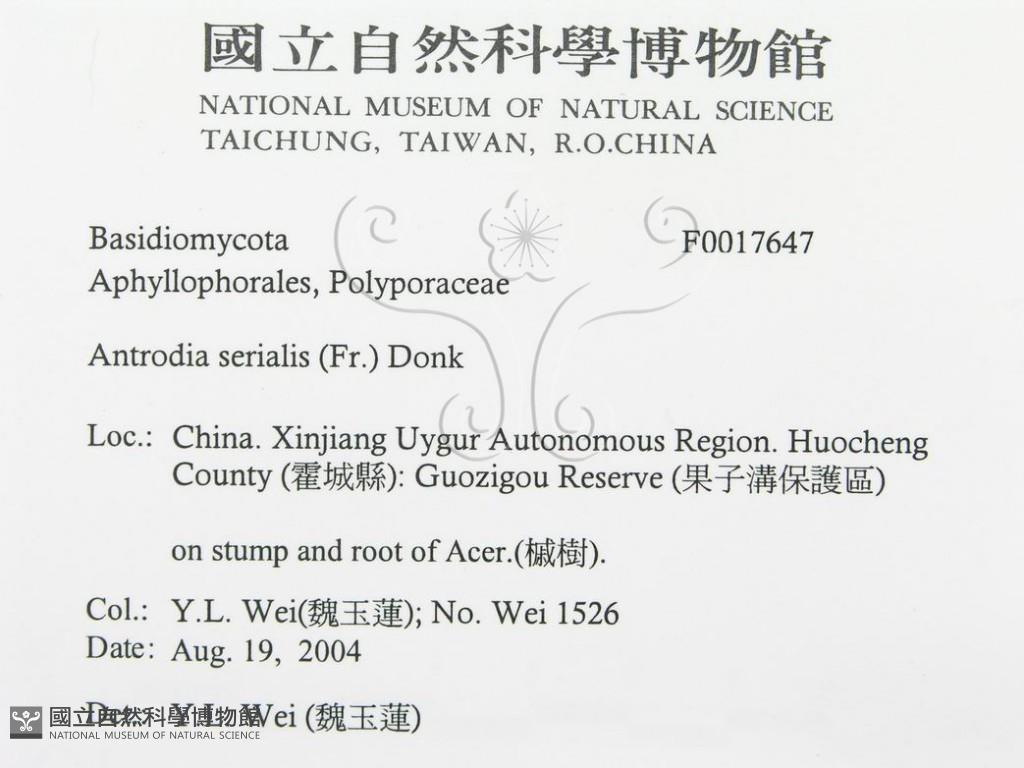 國立自然科學博物館
NATIONAL MUSEUM OF NATURAL SCIENCE
TAICHUNG, TAIWAN, R.O.CHINA
Basidiomycota F0017647
Aphyllophorales, Polyporaceae
Antrodia serialis (Fr.) Donk
Loc.: China. Xinjiang Uygur Autonomous Region. Huocheng
County (霍城縣): Guozigou Reserve (果子溝保護區)
on stump and root of Acer.(槭樹).
Col.: Y.L. Wei(魏玉蓮); No. Wei 1526
Date: Aug. 19, 2004
Det.: Y.L. Wei (魏玉蓮)
國立自然科學博物館
NATIONAL MUSEUM OF NATURAL SCIENCE